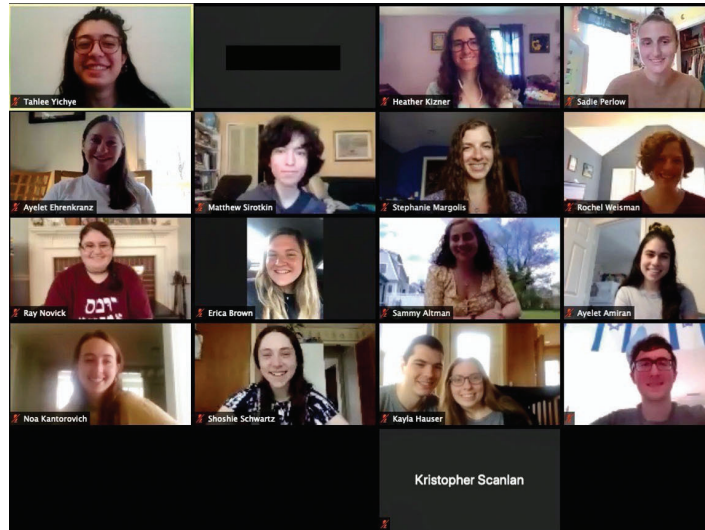 Tahlee Yichye
Heather Kizner
Sadie Perlow
Ayelet Ehrenkranz
Matthew Sirotkin
Stephanie Margolis
Rochel Weisman
Ray Novick
Erica Brown
Sammy Altman
Ayelet Amiran
Noa Kantorovich
Shoshie Schwartz
Kayla Hauser
Kristopher Scanlan